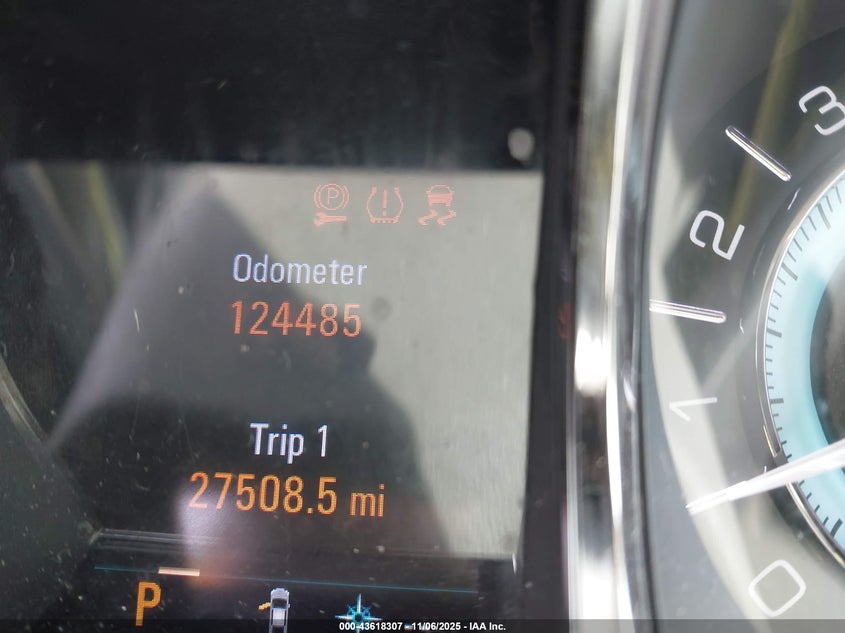 Odometer
124485
Trip 1
27508.5 mi
P
3
2
1
0
000-43618307 - 11/06/2025 - IAA Inc.